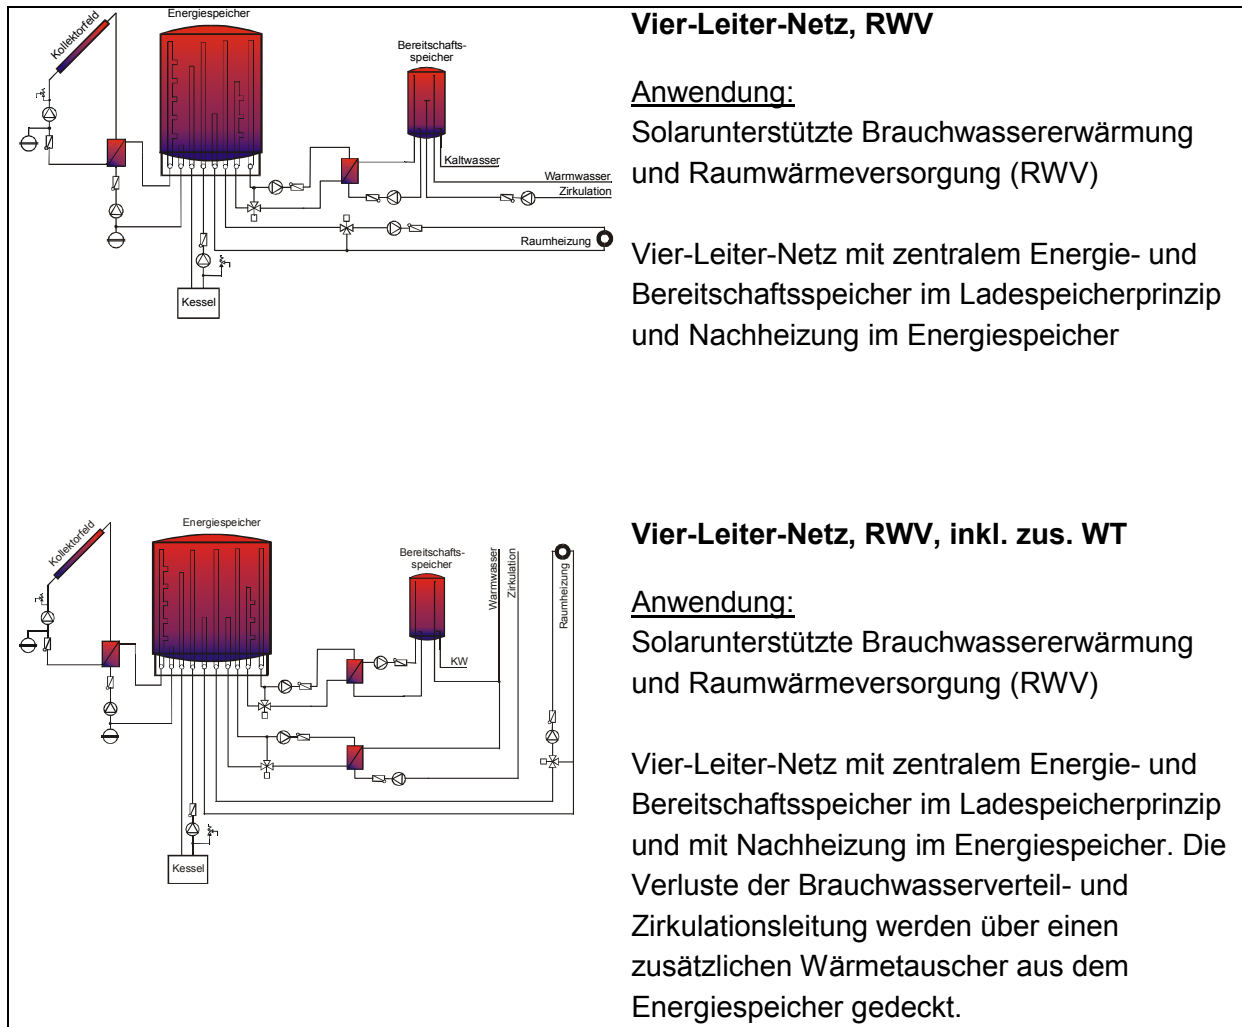 Energiespeicher
Kollektorfeld
Bereitschafts-
speicher
Kaltwasser
Warmwasser
Zirkulation
Raumheizung
Kessel
Vier-Leiter-Netz, RWV
Anwendung:
Solarunterstützte Brauchwassererwärmung
und Raumwärmeversorgung (RWV)
Vier-Leiter-Netz mit zentralem Energie- und
Bereitschaftsspeicher im Ladespeicherprinzip
und Nachheizung im Energiespeicher
Energiespeicher
Kollektorfeld
Bereitschafts-
speicher
KW
Warmwasser
Zirkulation
Raumheizung
Kessel
Vier-Leiter-Netz, RWV, inkl. zus. WT
Anwendung:
Solarunterstützte Brauchwassererwärmung
und Raumwärmeversorgung (RWV)
Vier-Leiter-Netz mit zentralem Energie- und
Bereitschaftsspeicher im Ladespeicherprinzip
und mit Nachheizung im Energiespeicher. Die
Verluste der Brauchwasserverteil- und
Zirkulationsleitung werden über einen
zusätzlichen Wärmetauscher aus dem
Energiespeicher gedeckt.